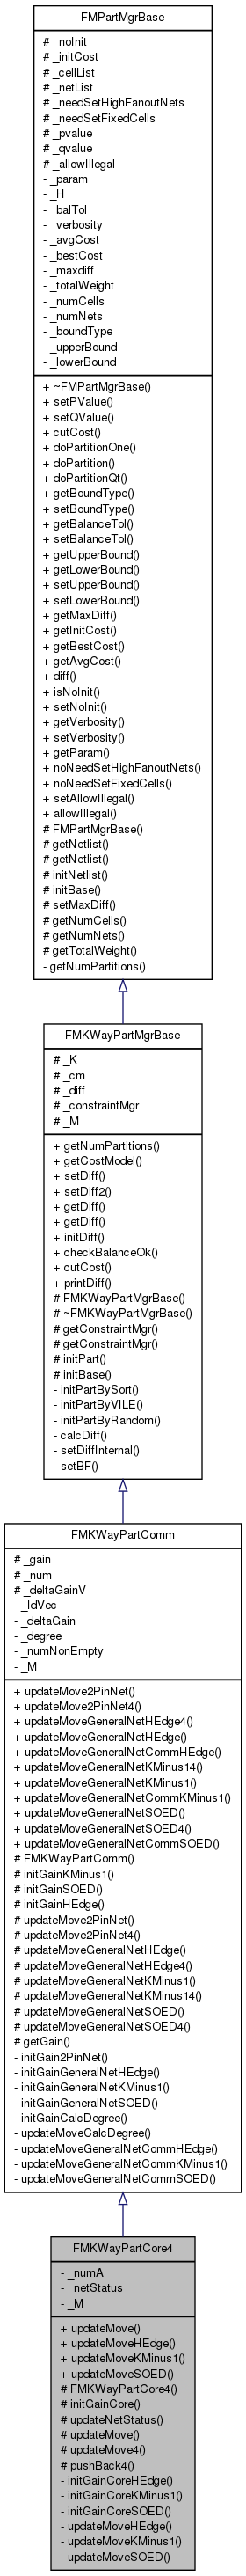 FMPartMgrBase
# _noInit
# _initCost
# _cellList
# _netList
# _needSetHighFanoutNets
# _needSetFixedCells
# _pvalue
# _qvalue
# _allowIllegal
- _param
- _H
- _balTol
- _verbosity
- _avgCost
- _bestCost
- _maxdiff
- _totalWeight
- _numCells
- _numNets
- _boundType
- _upperBound
- _lowerBound
+ ~FMPartMgrBase()
+ setPValue()
+ setQValue()
+ cutCost()
+ doPartitionOne()
+ doPartition()
+ doPartitionQt()
+ getBoundType()
+ setBoundType()
+ getBalanceTol()
+ setBalanceTol()
+ getUpperBound()
+ getLowerBound()
+ setUpperBound()
+ setLowerBound()
+ getMaxDiff()
+ getInitCost()
+ getBestCost()
+ getAvgCost()
+ diff()
+ isNoInit()
+ setNoInit()
+ getVerbosity()
+ setVerbosity()
+ getParam()
+ noNeedSetHighFanoutNets()
+ noNeedSetFixedCells()
+ setAllowIllegal()
+ allowIllegal()
# FMPartMgrBase()
# getNetlist()
# getNetlist()
# initNetlist()
# initBase()
# setMaxDiff()
# getNumCells()
# getNumNets()
# getTotalWeight()
- getNumPartitions()
FMKWayPartMgrBase
# _K
# _cm
# _diff
# _constraintMgr
# _M
+ getNumPartitions()
+ getCostModel()
+ setDiff()
+ setDiff2()
+ getDiff()
+ getDiff()
+ initDiff()
+ checkBalanceOk()
+ cutCost()
+ printDiff()
# FMKWayPartMgrBase()
# ~FMKWayPartMgrBase()
# getConstraintMgr()
# getConstraintMgr()
# initPart()
# initBase()
- initPartBySort()
- initPartByVILE()
- initPartByRandom()
- calcDiff()
- setDiffInternal()
- setBF()
FMKWayPartComm
# _gain
# _num
# _deltaGainV
- _IdVec
- _deltaGain
- _degree
- _numNonEmpty
- _M
+ updateMove2PinNet()
+ updateMove2PinNet4()
+ updateMoveGeneralNetHEdge4()
+ updateMoveGeneralNetHEdge()
+ updateMoveGeneralNetCommHEdge()
+ updateMoveGeneralNetKMinus14()
+ updateMoveGeneralNetKMinus1()
+ updateMoveGeneralNetCommKMinus1()
+ updateMoveGeneralNetSOED()
+ updateMoveGeneralNetSOED4()
+ updateMoveGeneralNetCommSOED()
# FMKWayPartComm()
# initGainKMinus1()
# initGainSOED()
# initGainHEdge()
# updateMove2PinNet()
# updateMove2PinNet4()
# updateMoveGeneralNetHEdge()
# updateMoveGeneralNetHEdge4()
# updateMoveGeneralNetKMinus1()
# updateMoveGeneralNetKMinus14()
# updateMoveGeneralNetSOED()
# updateMoveGeneralNetSOED4()
# getGain()
- initGain2PinNet()
- initGainGeneralNetHEdge()
- initGainGeneralNetKMinus1()
- initGainGeneralNetSOED()
- initGainCalcDegree()
- updateMoveCalcDegree()
- updateMoveGeneralNetCommHEdge()
- updateMoveGeneralNetCommKMinus1()
- updateMoveGeneralNetCommSOED()
FMKWayPartCore4
- _numA
- _netStatus
- _M
+ updateMove()
+ updateMoveHEdge()
+ updateMoveKMinus1()
+ updateMoveSOED()
# FMKWayPartCore4()
# initGainCore()
# updateNetStatus()
# updateMove()
# updateMove4()
# pushBack4()
- initGainCoreHEdge()
- initGainCoreKMinus1()
- initGainCoreSOED()
- updateMoveHEdge()
- updateMoveKMinus1()
- updateMoveSOED()